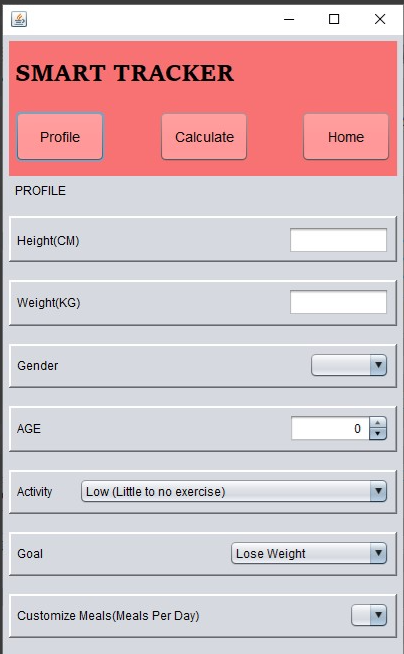 SMART TRACKER
Profile Calculate Home
PROFILE
Height(CM)
Weight(KG)
Gender
AGE 0
Activity Low (Little to no exercise)
Goal Lose Weight
Customize Meals(Meals Per Day)